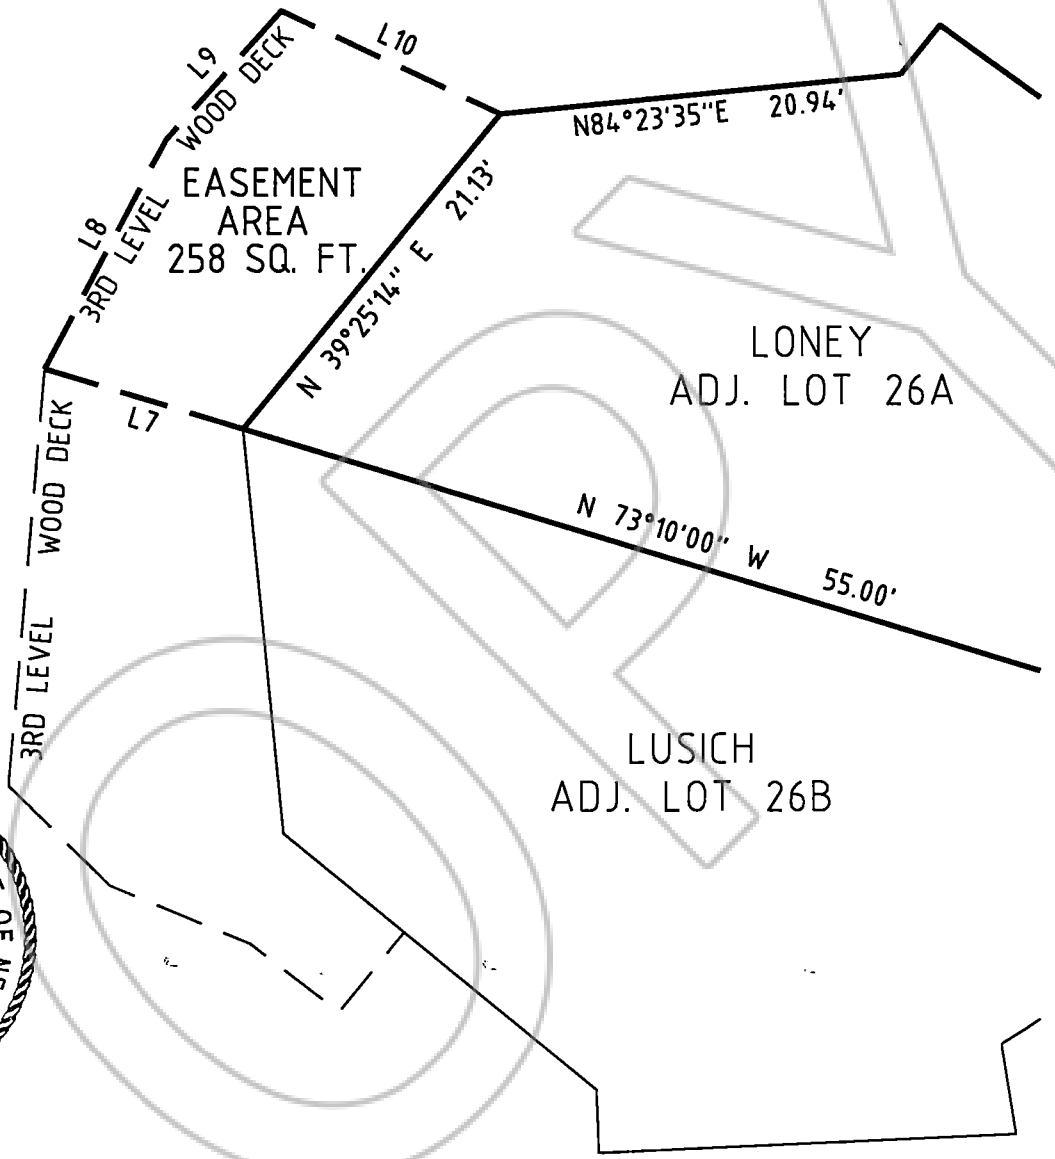 L9
WOOD DECK
L10
N84°23'35"E 20.94'
EASEMENT
AREA
258 SQ. FT.
L8
3RD LEVEL
21.13'
N 39°25'14" E
L7
LONEY
ADJ. LOT 26A
WOOD DECK
3RD LEVEL
N 73°10'00" W 55.00'
LUSICH
ADJ. LOT 26B
OF